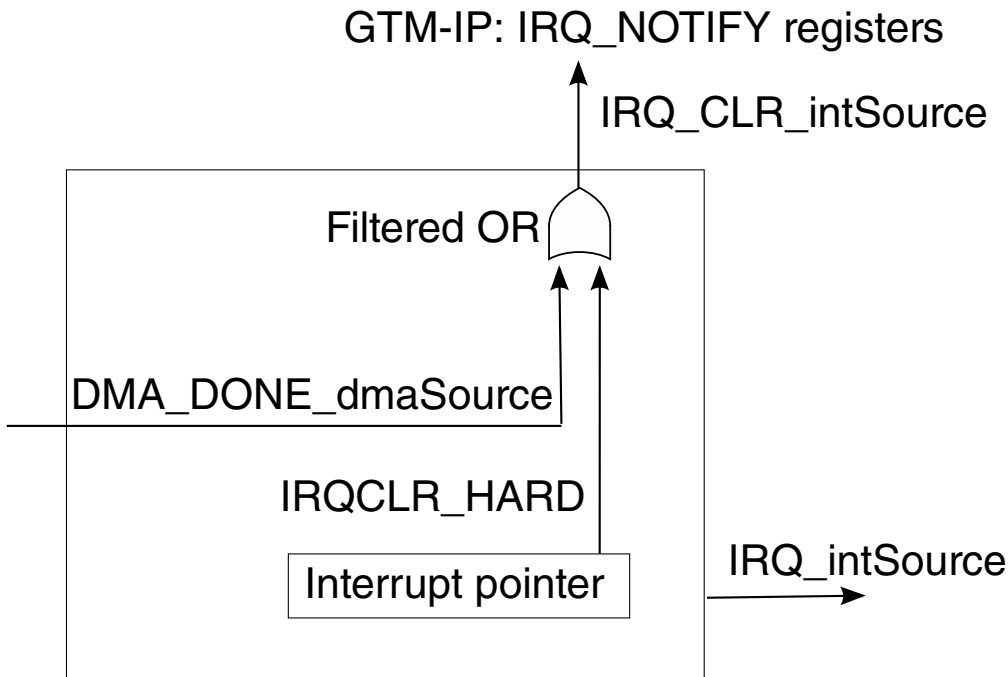 GTM-IP: IRQ_NOTIFY registers
IRQ_CLR_intSource
Filtered OR
DMA_DONE_dmaSource
IRQCLR_HARD
IRQ_intSource
Interrupt pointer